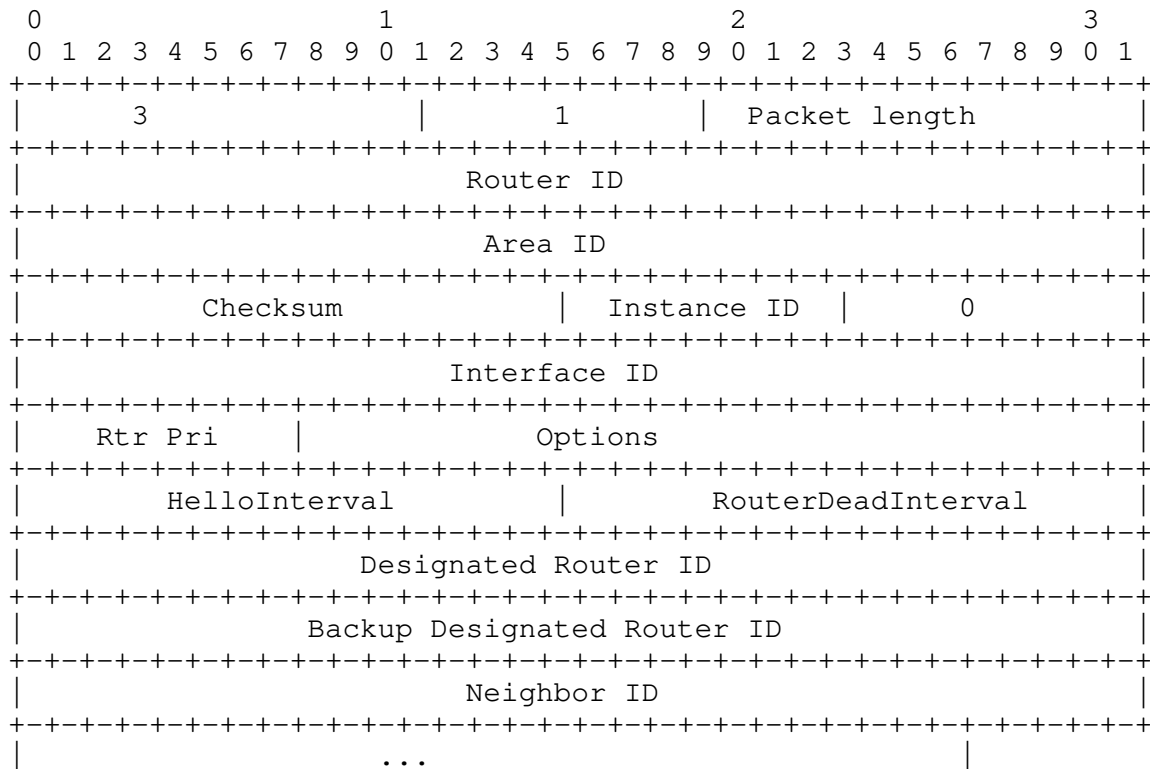 0                   1                   2                   3
 0 1 2 3 4 5 6 7 8 9 0 1 2 3 4 5 6 7 8 9 0 1 2 3 4 5 6 7 8 9 0 1
+-+-+-+-+-+-+-+-+-+-+-+-+-+-+-+-+-+-+-+-+-+-+-+-+-+-+-+-+-+-+-+-+
|      3               |       1       |  Packet length         |
+-+-+-+-+-+-+-+-+-+-+-+-+-+-+-+-+-+-+-+-+-+-+-+-+-+-+-+-+-+-+-+-+
|                         Router ID                             |
+-+-+-+-+-+-+-+-+-+-+-+-+-+-+-+-+-+-+-+-+-+-+-+-+-+-+-+-+-+-+-+-+
|                          Area ID                              |
+-+-+-+-+-+-+-+-+-+-+-+-+-+-+-+-+-+-+-+-+-+-+-+-+-+-+-+-+-+-+-+-+
|          Checksum            |  Instance ID  |      0         |
+-+-+-+-+-+-+-+-+-+-+-+-+-+-+-+-+-+-+-+-+-+-+-+-+-+-+-+-+-+-+-+-+
|                        Interface ID                           |
+-+-+-+-+-+-+-+-+-+-+-+-+-+-+-+-+-+-+-+-+-+-+-+-+-+-+-+-+-+-+-+-+
|    Rtr Pri    |             Options                           |
+-+-+-+-+-+-+-+-+-+-+-+-+-+-+-+-+-+-+-+-+-+-+-+-+-+-+-+-+-+-+-+-+
|        HelloInterval         |        RouterDeadInterval      |
+-+-+-+-+-+-+-+-+-+-+-+-+-+-+-+-+-+-+-+-+-+-+-+-+-+-+-+-+-+-+-+-+
|                   Designated Router ID                        |
+-+-+-+-+-+-+-+-+-+-+-+-+-+-+-+-+-+-+-+-+-+-+-+-+-+-+-+-+-+-+-+-+
|                Backup Designated Router ID                    |
+-+-+-+-+-+-+-+-+-+-+-+-+-+-+-+-+-+-+-+-+-+-+-+-+-+-+-+-+-+-+-+-+
|                         Neighbor ID                           |
+-+-+-+-+-+-+-+-+-+-+-+-+-+-+-+-+-+-+-+-+-+-+-+-+-+-+-+-+-+-+-+-+
|                    ...                              |